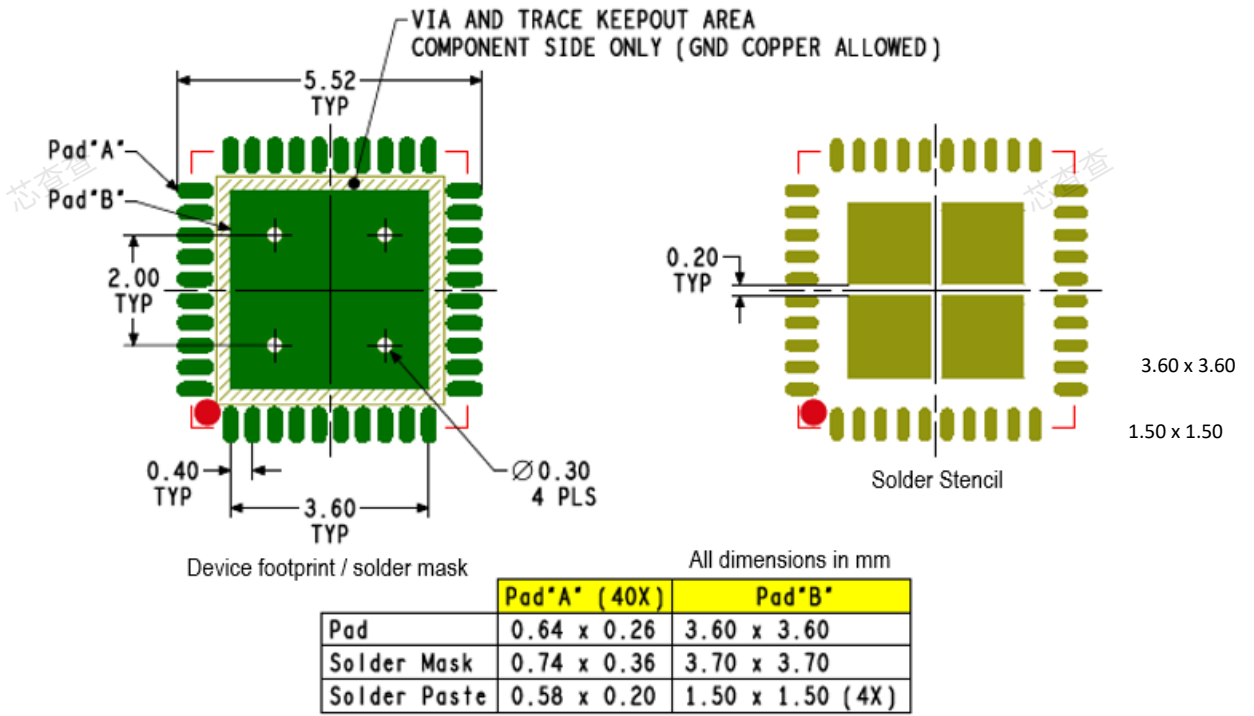 VIA AND TRACE KEEPOUT AREA
COMPONENT SIDE ONLY (GND COPPER ALLOWED)
5.52
TYP
Pad"A"
Pad"B"
芯查查
2.00
TYP
0.40
TYP
3.60
TYP
Ø0.30
4 PLS
Device footprint / solder mask
芯查查
0.20
TYP
3.60 x 3.60
1.50 x 1.50
Solder Stencil
All dimensions in mm
Pad"A" (40X) Pad"B"
Pad 0.64 x 0.26 3.60 x 3.60
Solder Mask 0.74 x 0.36 3.70 x 3.70
Solder Paste 0.58 x 0.20 1.50 x 1.50 (4X)